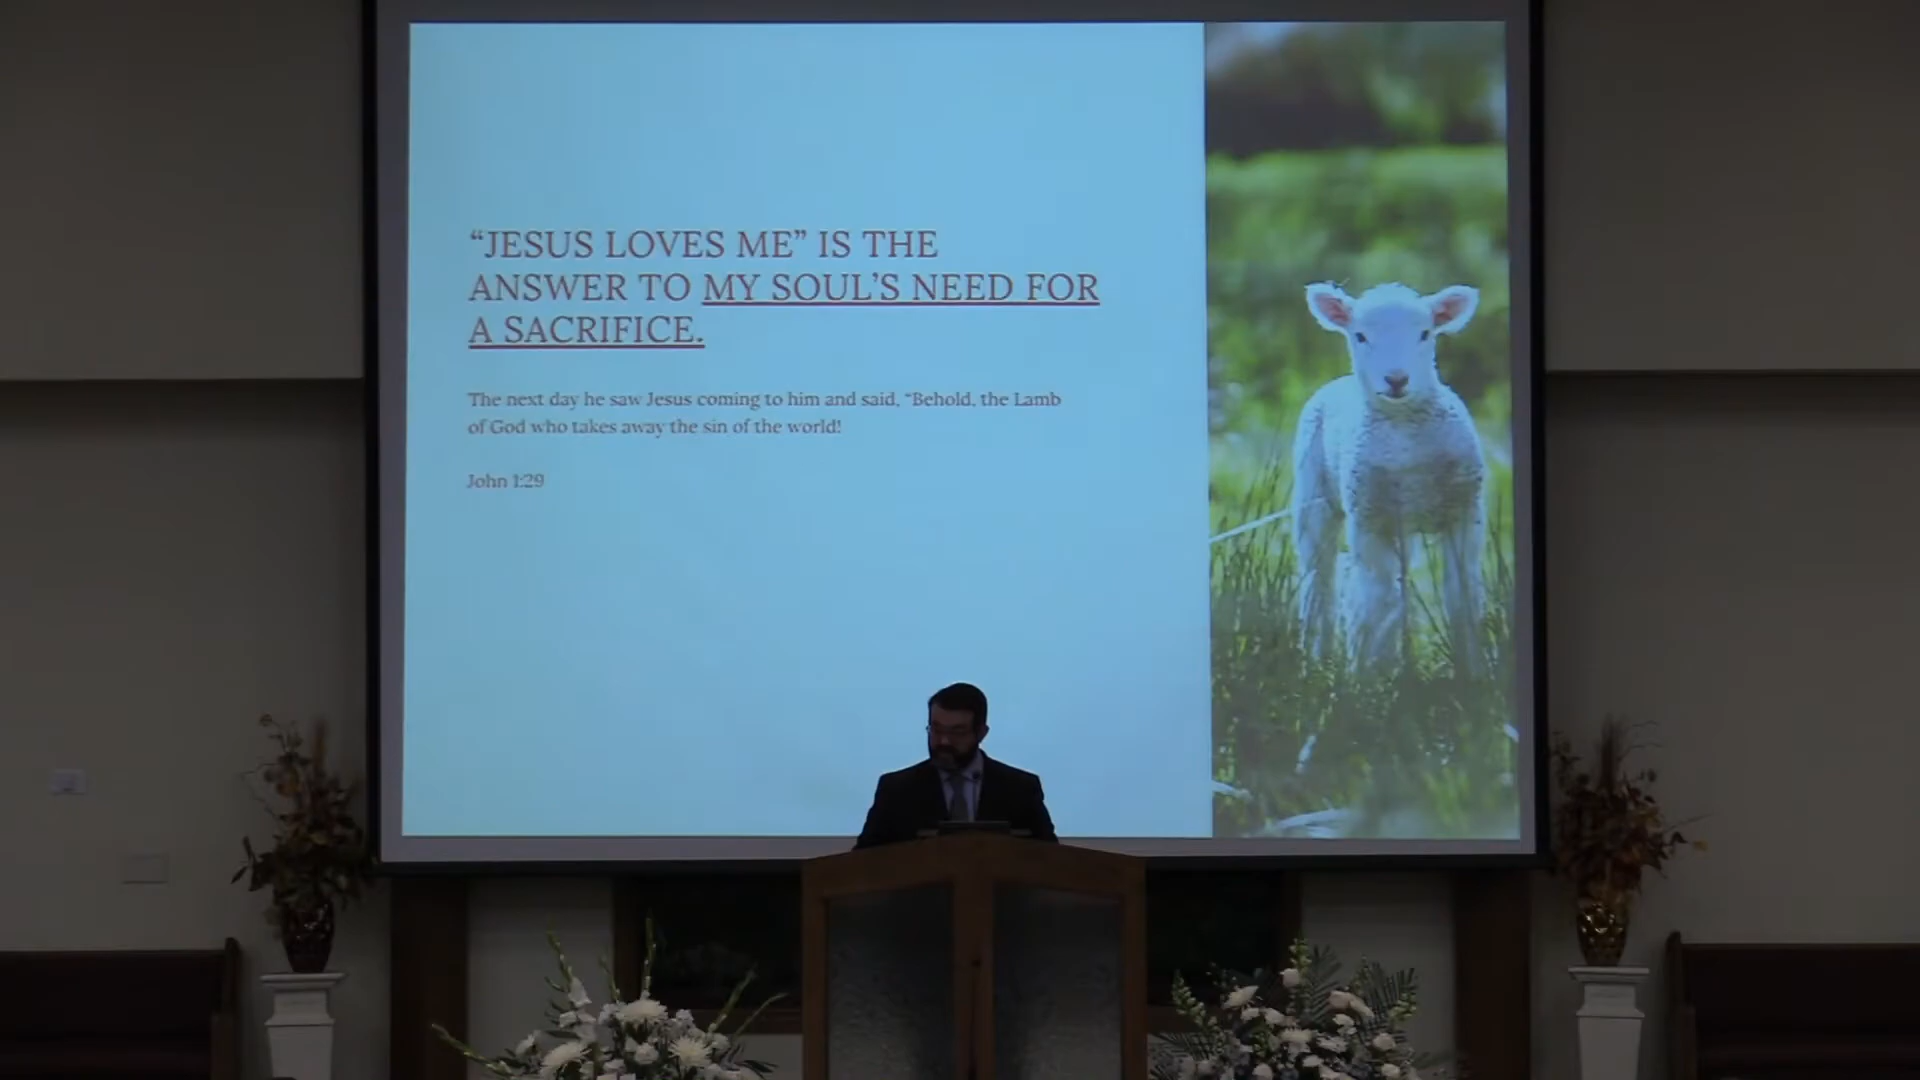 “JESUS LOVES ME” IS THE
ANSWER TO MY SOUL’S NEED FOR
A SACRIFICE.
The next day he saw Jesus coming to him and said, “Behold, the Lamb
of God who takes away the sin of the world!
John 1:29